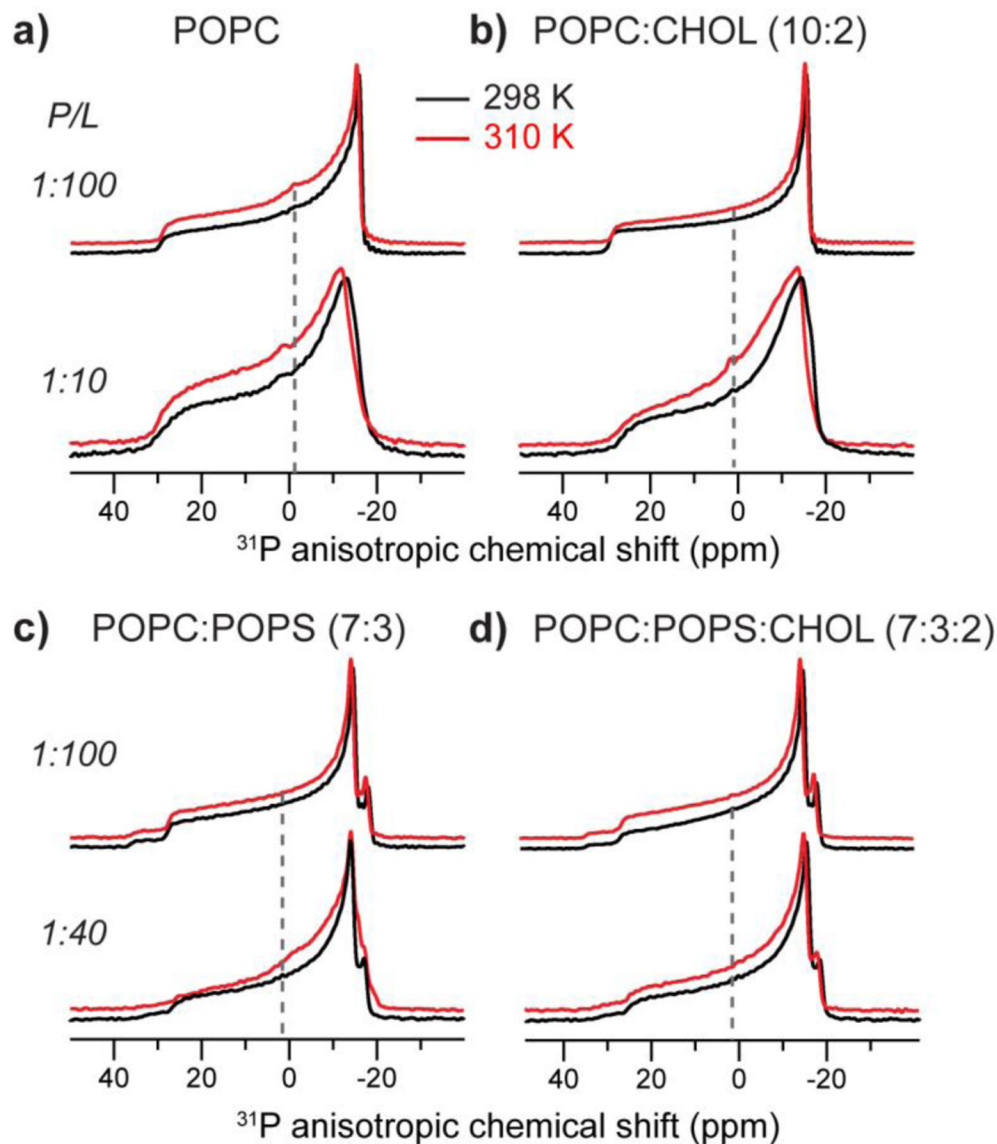 a) POPC
b) POPC:CHOL (10:2)
P/L
298 K
310 K
1:100
1:10
40 20 0 -20
40 20 0 -20
³¹P anisotropic chemical shift (ppm)
c) POPC:POPS (7:3)
d) POPC:POPS:CHOL (7:3:2)
1:100
1:40
40 20 0 -20
40 20 0 -20
³¹P anisotropic chemical shift (ppm)